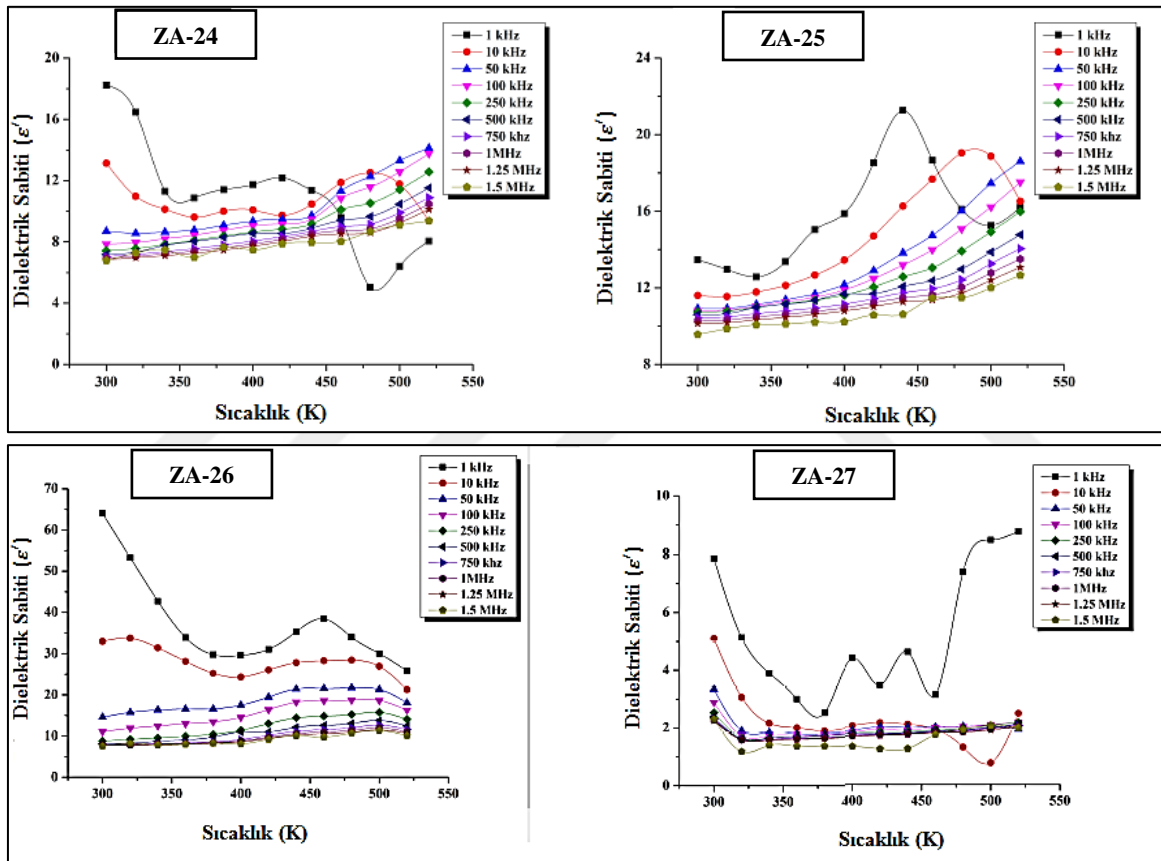 ZA-24
Dielektrik Sabiti (ε′)
20
16
12
8
4
0
300 350 400 450 500 550
Sıcaklık (K)
1 kHz
10 kHz
50 kHz
100 kHz
250 kHz
500 kHz
750 khz
1MHz
1.25 MHz
1.5 MHz
ZA-25
Dielektrik Sabiti (ε′)
24
20
16
12
8
300 350 400 450 500 550
Sıcaklık (K)
1 kHz
10 kHz
50 kHz
100 kHz
250 kHz
500 kHz
750 khz
1MHz
1.25 MHz
1.5 MHz
ZA-26
Dielektrik Sabiti (ε′)
70
60
50
40
30
20
10
0
300 350 400 450 500 550
Sıcaklık (K)
1 kHz
10 kHz
50 kHz
100 kHz
250 kHz
500 kHz
750 khz
1MHz
1.25 MHz
1.5 MHz
ZA-27
Dielektrik Sabiti (ε′)
10
8
6
4
2
0
300 350 400 450 500 550
Sıcaklık (K)
1 kHz
10 kHz
50 kHz
100 kHz
250 kHz
500 kHz
750 kHz
1MHz
1.25 MHz
1.5 MHz